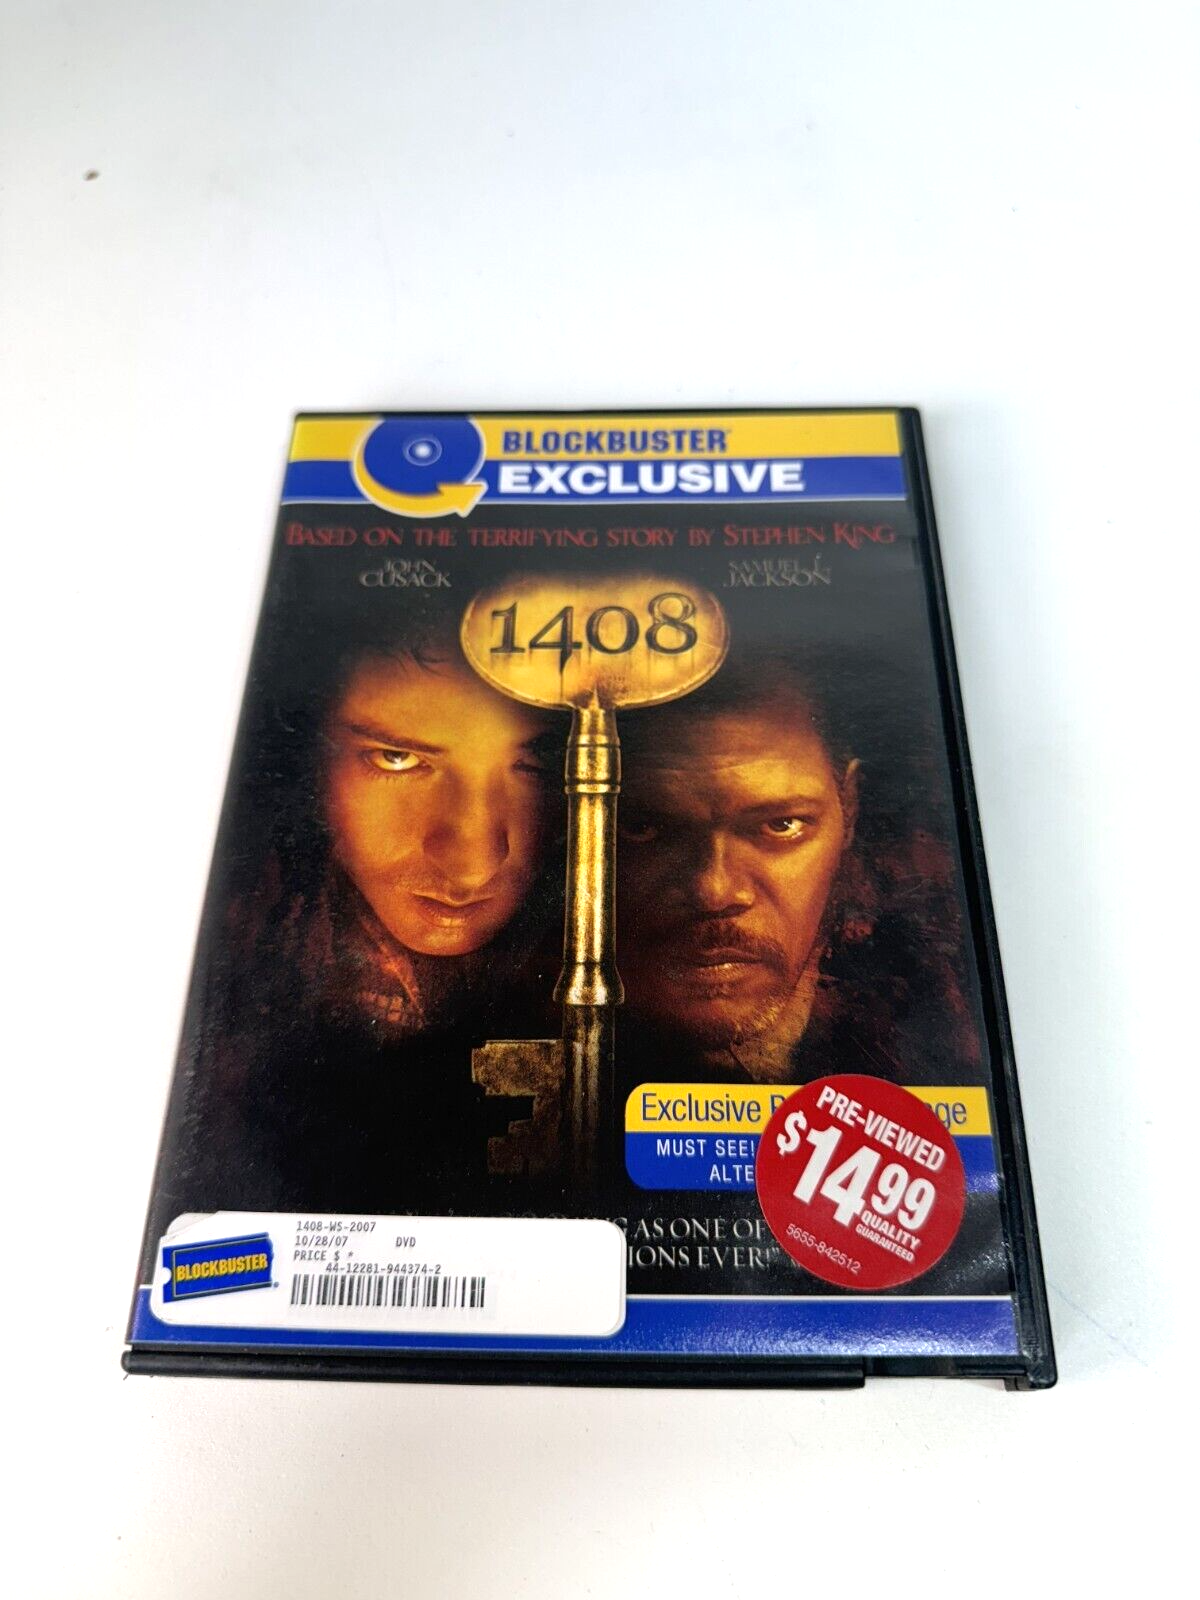 BLOCKBUSTER
EXCLUSIVE
BASED ON THE TERRIFYING STORY BY STEPHEN KING
JOHN
CUSACK
SAMUEL L.
JACKSON
1408
Exclusive
MUST SEE!
PRE-VIEWED
$14.99
QUALITY
GUARANTEED
5655-842512
AS ONE OF
EVER!"
BLOCKBUSTER
1408-WS-2007
10/28/07 DVD
PRICE $ *
44-12281-944374-2